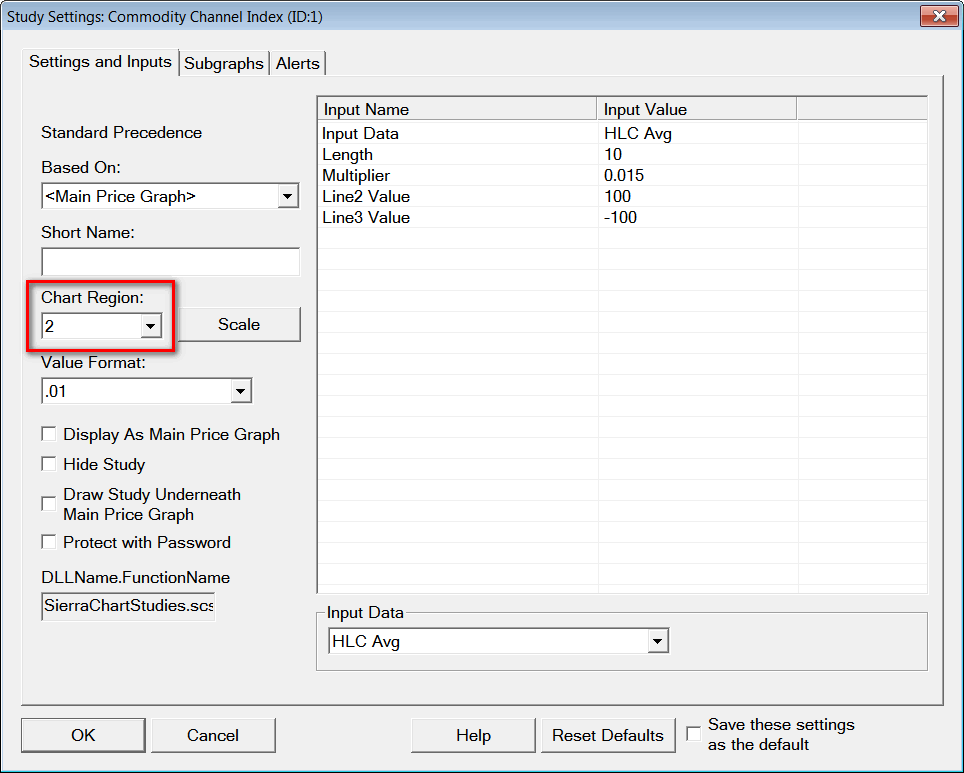 Study Settings: Commodity Channel Index (ID:1)
Settings and Inputs Subgraphs Alerts
Standard Precedence
Based On:
<Main Price Graph>
Short Name:
Chart Region:
2
Scale
Value Format:
.01
Display As Main Price Graph
Hide Study
Draw Study Underneath
Main Price Graph
Protect with Password
DLLName.FunctionName
SierraChartStudies.scs
Input Name Input Value
Input Data HLC Avg
Length 10
Multiplier 0.015
Line2 Value 100
Line3 Value -100
Input Data
HLC Avg
OK Cancel Help Reset Defaults
Save these settings
as the default